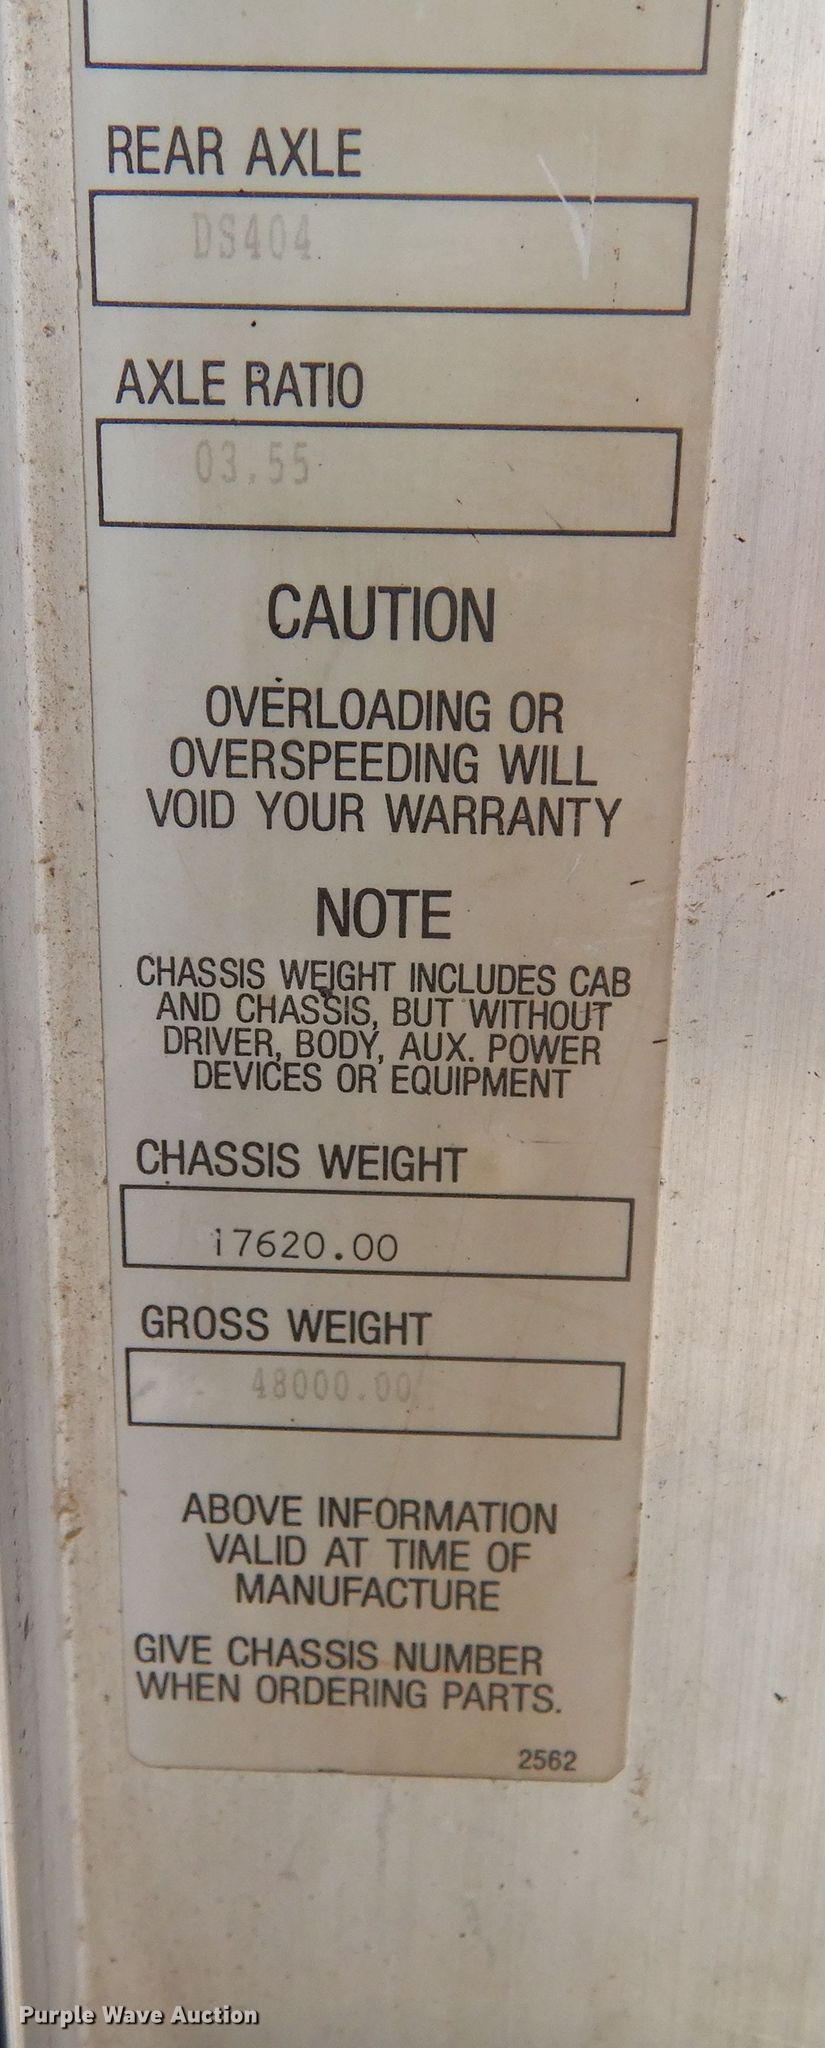 REAR AXLE
DS404
AXLE RATIO
03.55
CAUTION
OVERLOADING OR
OVERSPEEDING WILL
VOID YOUR WARRANTY
NOTE
CHASSIS WEIGHT INCLUDES CAB
AND CHASSIS, BUT WITHOUT
DRIVER, BODY, AUX. POWER
DEVICES OR EQUIPMENT
CHASSIS WEIGHT
17620.00
GROSS WEIGHT
48000.00
ABOVE INFORMATION
VALID AT TIME OF
MANUFACTURE
GIVE CHASSIS NUMBER
WHEN ORDERING PARTS.
2562
Purple Wave Auction